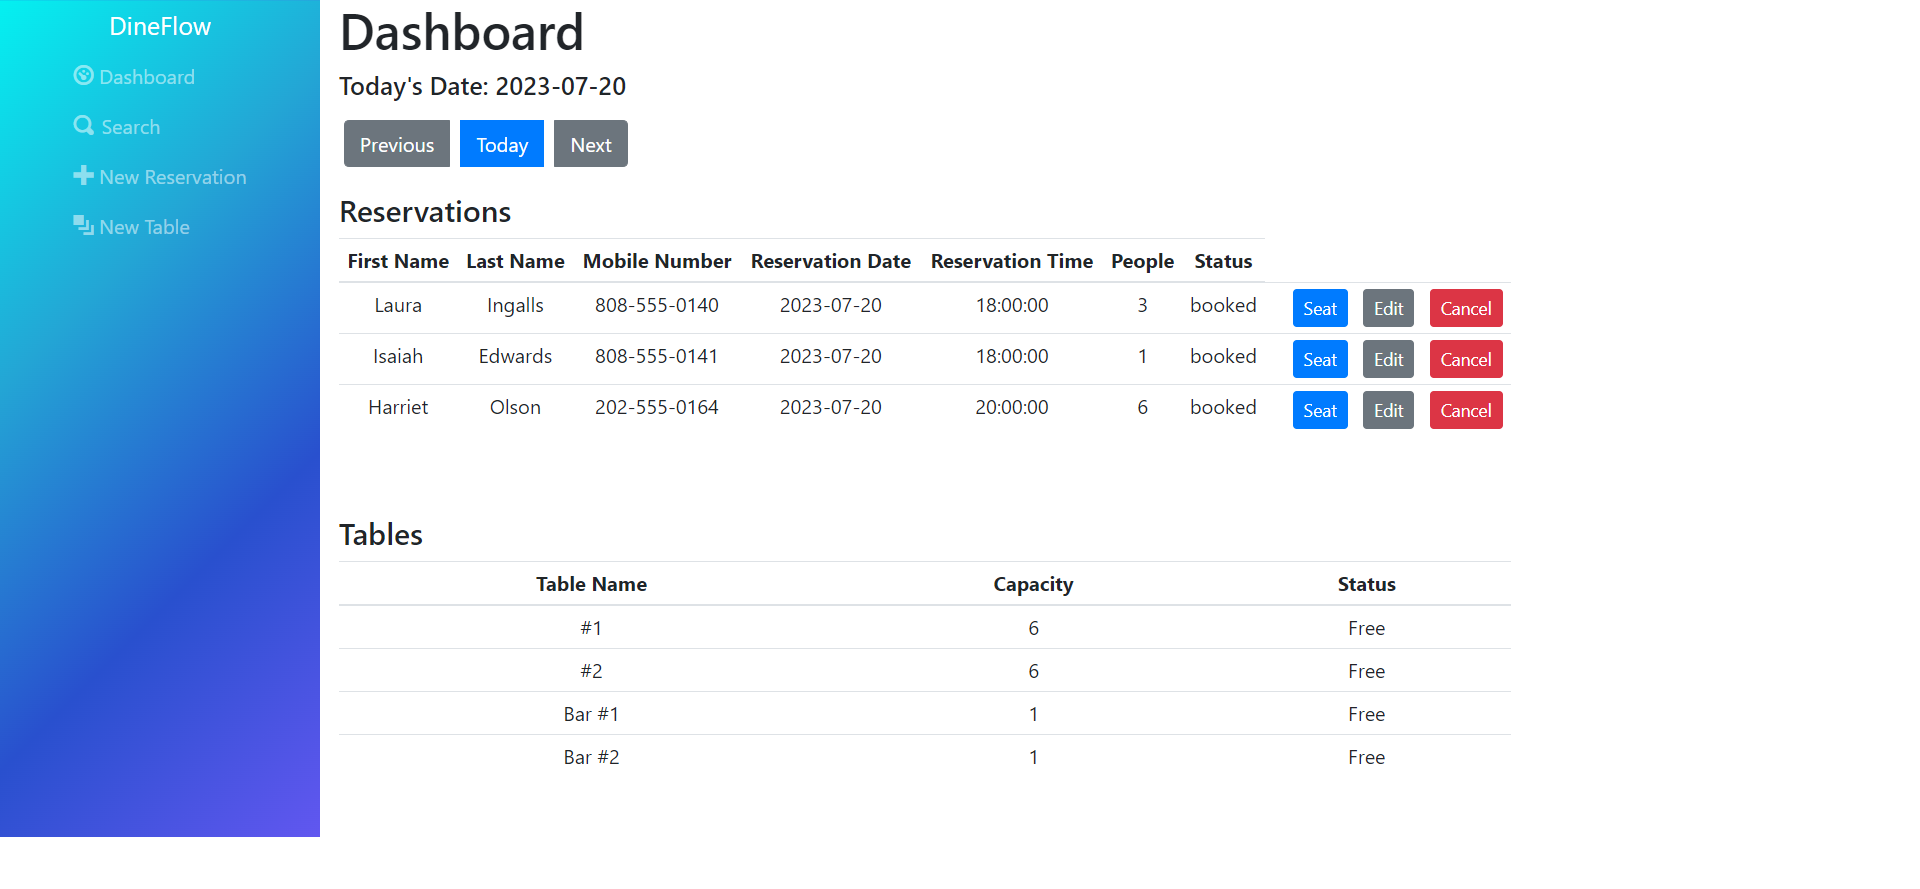 DineFlow
Dashboard
Search
New Reservation
New Table
Dashboard
Today's Date: 2023-07-20
Previous Today Next
Reservations
First Name Last Name Mobile Number Reservation Date Reservation Time People Status
Laura Ingalls 808-555-0140 2023-07-20 18:00:00 3 booked Seat Edit Cancel
Isaiah Edwards 808-555-0141 2023-07-20 18:00:00 1 booked Seat Edit Cancel
Harriet Olson 202-555-0164 2023-07-20 20:00:00 6 booked Seat Edit Cancel
Tables
Table Name Capacity Status
#1 6 Free
#2 6 Free
Bar #1 1 Free
Bar #2 1 Free